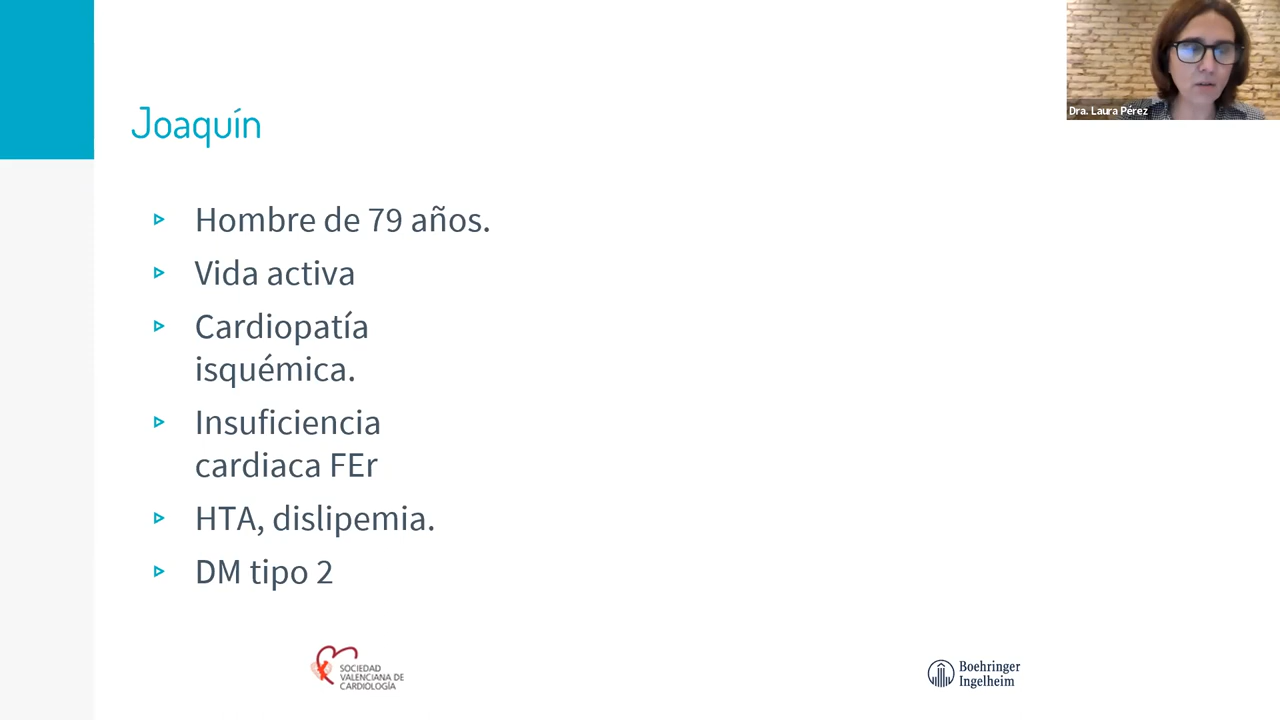 Joaquín
Dra. Laura Pérez
Hombre de 79 años.
Vida activa
Cardiopatía
isquémica.
Insuficiencia
cardiaca FEr
HTA, dislipemia.
DM tipo 2
SOCIEDAD
VALENCIANA DE
CARDIOLOGÍA
Boehringer
Ingelheim